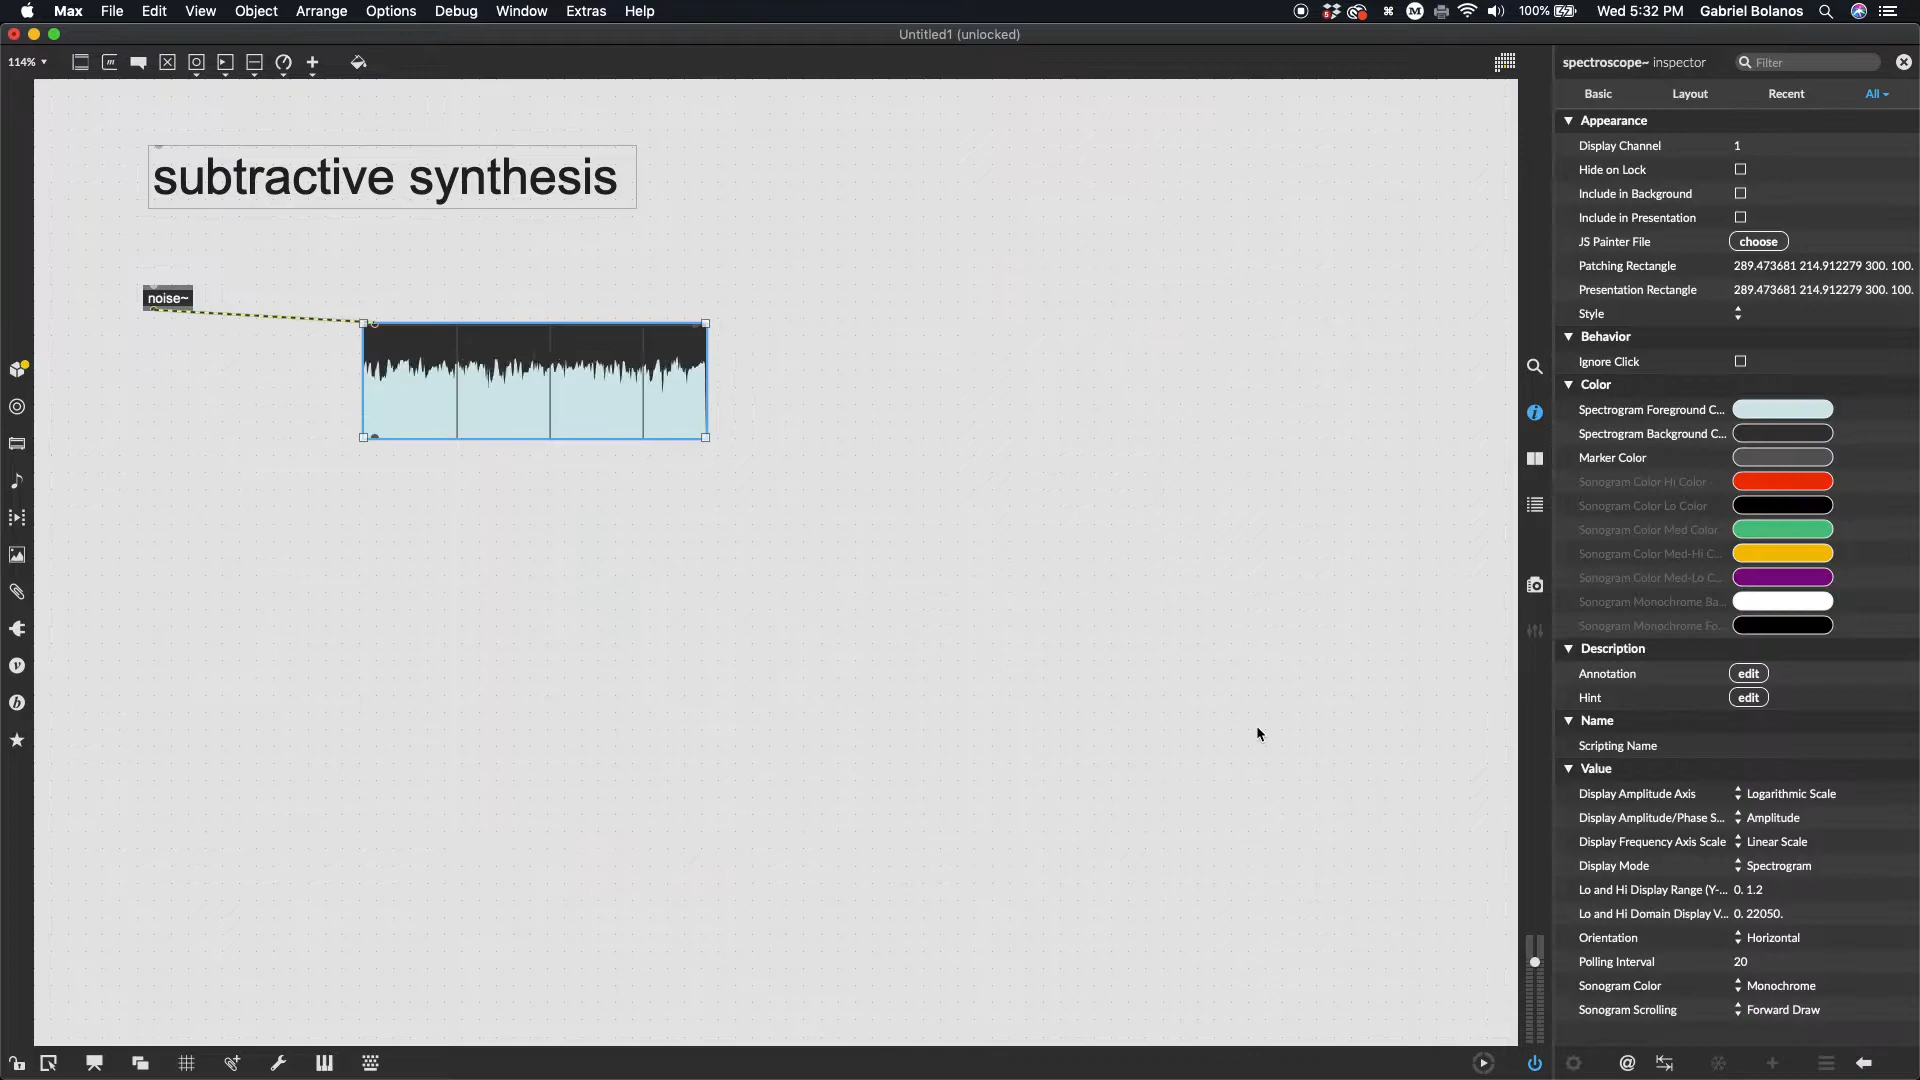 Max File Edit View Object Arrange Options Debug Window Extras Help 5 M 100% Wed 5:32 PM Gabriel Bolanos
Untitled1 (unlocked)
114% m
spectroscope~ inspector Filter
Basic Layout Recent All
Appearance
Display Channel 1
Hide on Lock
Include in Background
Include in Presentation
JS Painter File choose
Patching Rectangle 289.473681 214.912279 300. 100.
Presentation Rectangle 289.473681 214.912279 300. 100.
Style
Behavior
Ignore Click
Color
Spectrogram Foreground C...
Spectrogram Background C...
Marker Color
Sonogram Color Hi Color
Sonogram Color Lo Color
Sonogram Color Med Color
Sonogram Color Med-Hi C...
Sonogram Color Med-Lo C...
Sonogram Monochrome Ba...
Sonogram Monochrome Fo...
Description
Annotation edit
Hint edit
Name
Scripting Name
Value
Display Amplitude Axis Logarithmic Scale
Display Amplitude/Phase S... Amplitude
Display Frequency Axis Scale Linear Scale
Display Mode Spectrogram
Lo and Hi Display Range (Y-... 0. 1.2
Lo and Hi Domain Display V... 0. 22050.
Orientation Horizontal
Polling Interval 20
Sonogram Color Monochrome
Sonogram Scrolling Forward Draw
subtractive synthesis
noise~